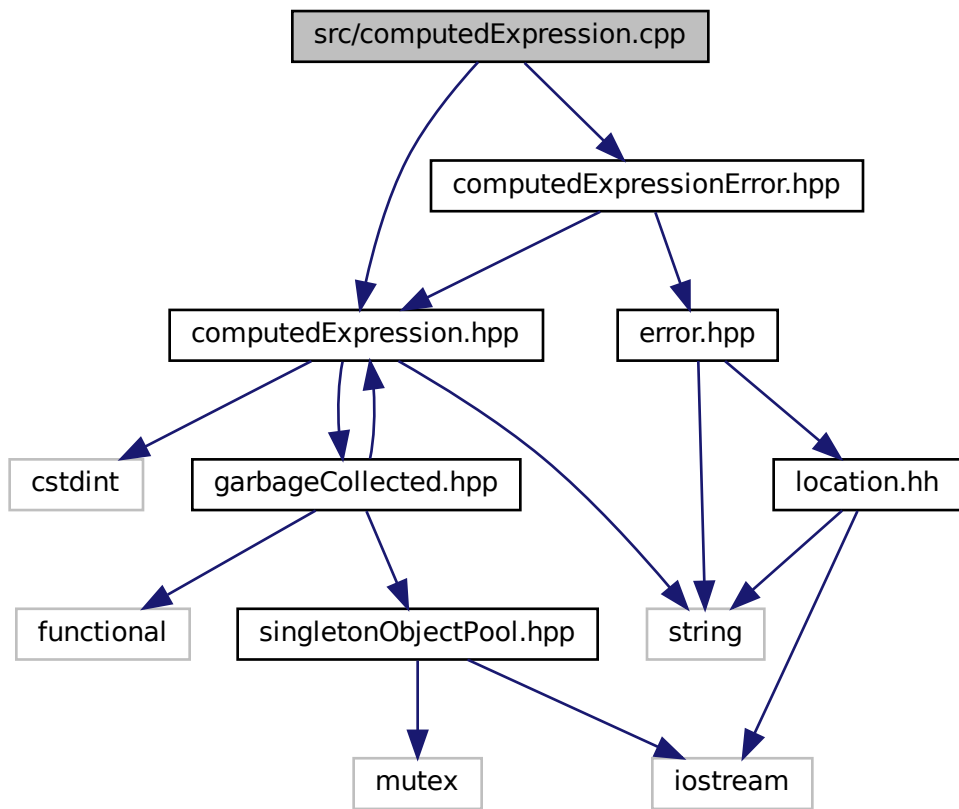 src/computedExpression.cpp
computedExpressionError.hpp
computedExpression.hpp
error.hpp
cstdint
garbageCollected.hpp
location.hh
functional
singletonObjectPool.hpp
string
mutex
iostream